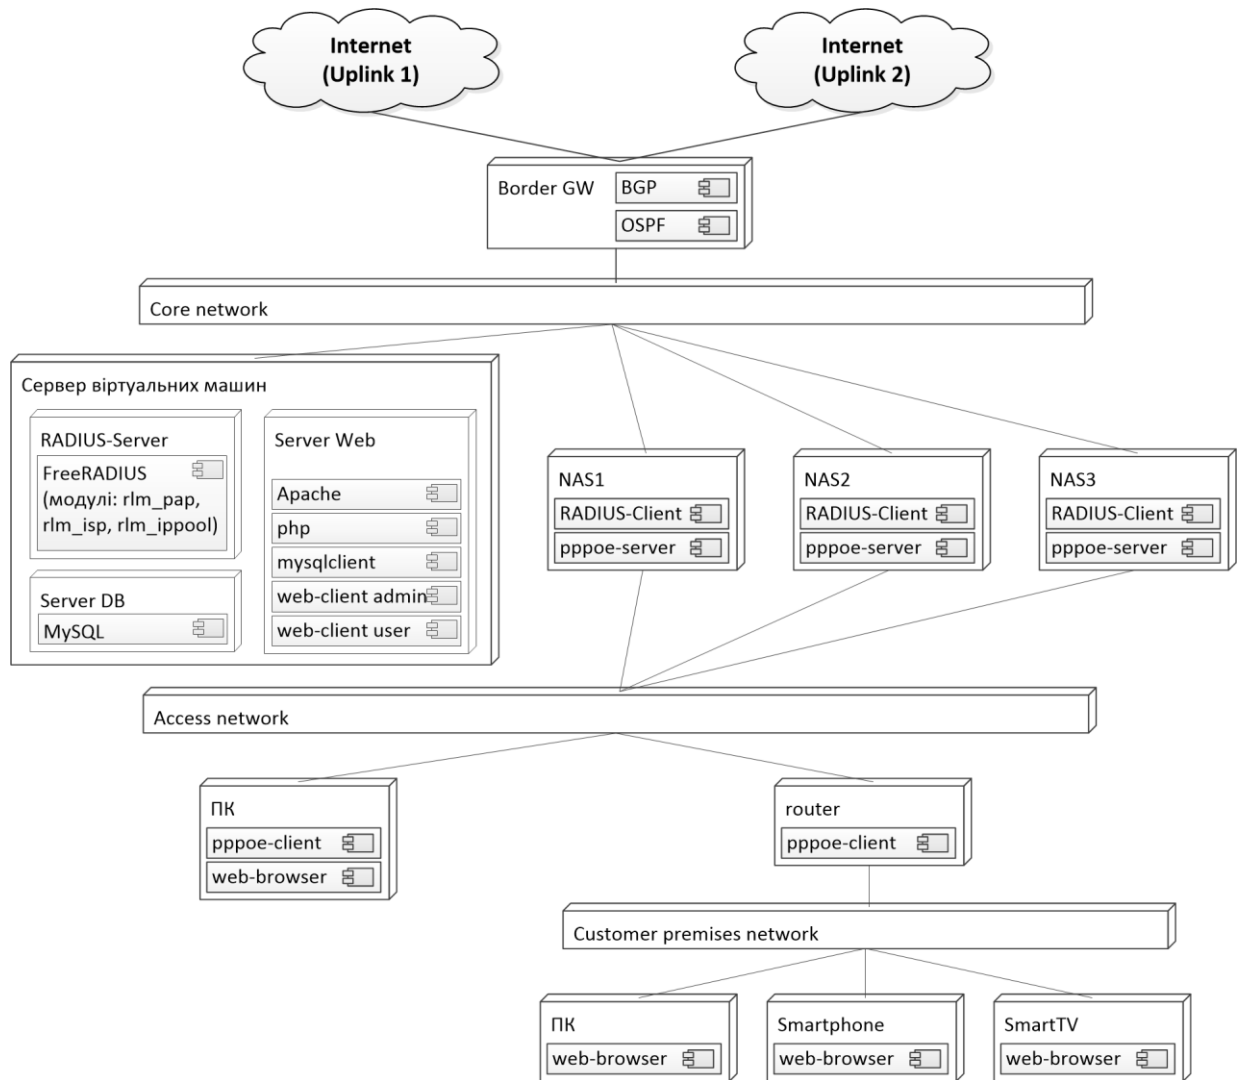 Internet
(Uplink 1)
Internet
(Uplink 2)
Border GW
BGP
OSPF
Core network
Сервер віртуальних машин
RADIUS-Server
FreeRADIUS
(модулі: rlm_pap,
rlm_isp, rlm_ippool)
Server DB
MySQL
Server Web
Apache
php
mysqlclient
web-client admin
web-client user
NAS1
RADIUS-Client
pppoe-server
NAS2
RADIUS-Client
pppoe-server
NAS3
RADIUS-Client
pppoe-server
Access network
ПК
pppoe-client
web-browser
router
pppoe-client
Customer premises network
ПК
web-browser
Smartphone
web-browser
SmartTV
web-browser